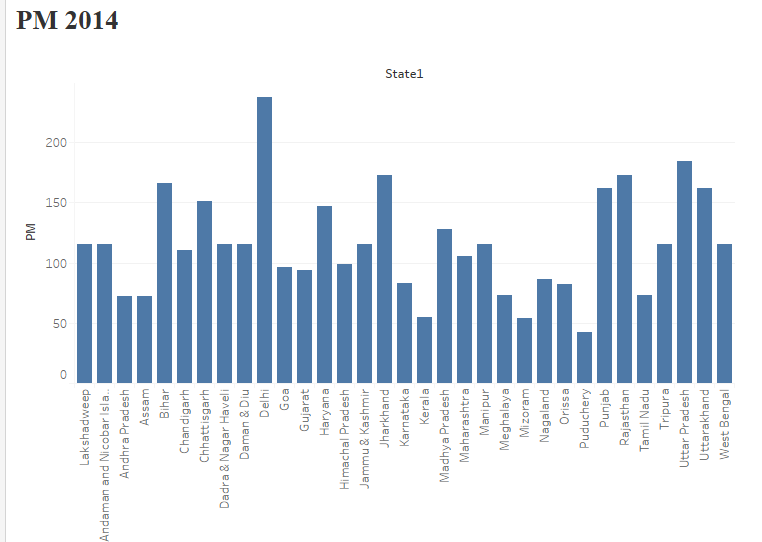 PM 2014
State1
PM
200
150
100
50
0
Lakshadweep
Andaman and Nicobar Isla..
Andhra Pradesh
Assam
Bihar
Chandigarh
Chhattisgarh
Dadra & Nagar Haveli
Daman & Diu
Delhi
Goa
Gujarat
Haryana
Himachal Pradesh
Jammu & Kashmir
Jharkhand
Karnataka
Kerala
Madhya Pradesh
Maharashtra
Manipur
Meghalaya
Mizoram
Nagaland
Orissa
Puduchery
Punjab
Rajasthan
Tamil Nadu
Tripura
Uttar Pradesh
Uttarakhand
West Bengal